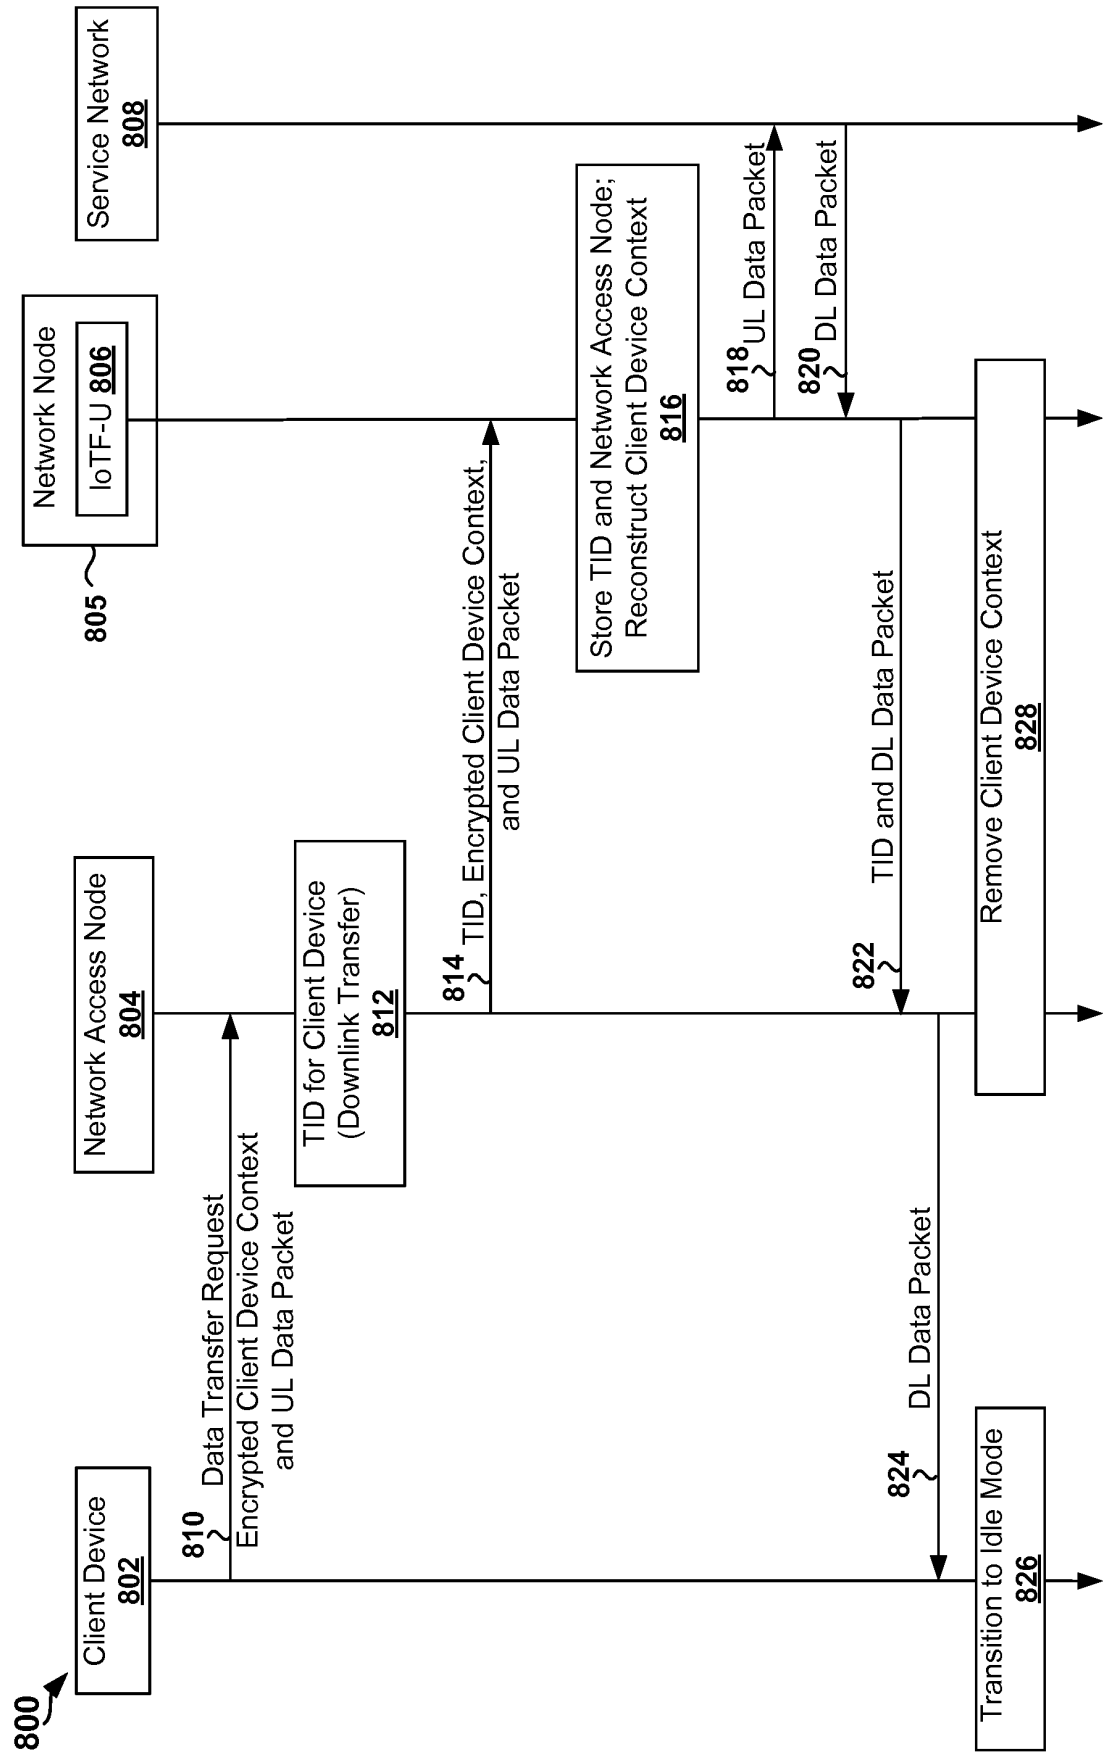 800
Client Device
802
Network Access Node
804
Network Node
IoTF-U 806
805
Service Network
808
810
Data Transfer Request
Encrypted Client Device Context
and UL Data Packet
TID for Client Device
(Downlink Transfer)
812
814
TID, Encrypted Client Device Context,
and UL Data Packet
Store TID and Network Access Node;
Reconstruct Client Device Context
816
818
UL Data Packet
820
DL Data Packet
822
TID and DL Data Packet
824
DL Data Packet
Transition to Idle Mode
826
Remove Client Device Context
828